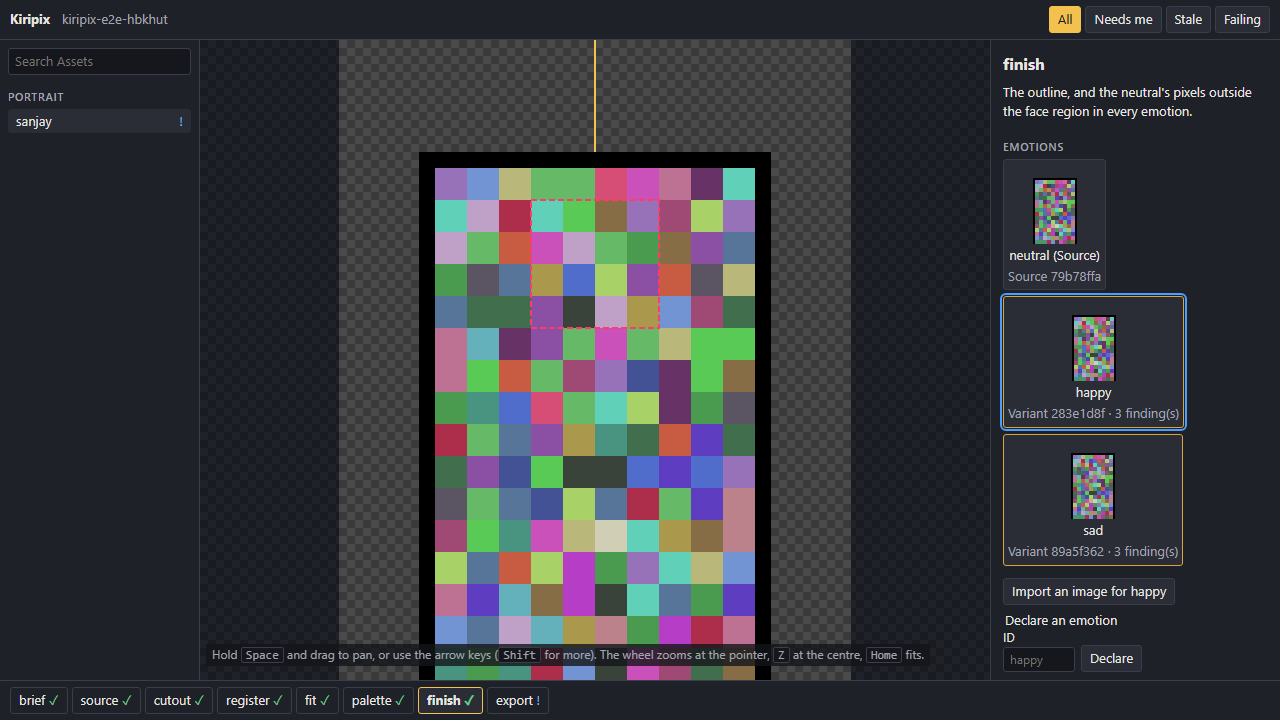 Kiripix kiripix-e2e-hbkhut
All Needs me Stale Failing
Search Assets
PORTRAIT
sanjay !
finish
The outline, and the neutral's pixels outside
the face region in every emotion.
EMOTIONS
neutral (Source)
Source 79b78ffa
happy
Variant 283e1d8f · 3 finding(s)
sad
Variant 89a5f362 · 3 finding(s)
Import an image for happy
Declare an emotion
ID
happy Declare
Hold Space and drag to pan, or use the arrow keys ( Shift for more). The wheel zooms at the pointer, Z at the centre, Home fits.
brief ✓ source ✓ cutout ✓ register ✓ fit ✓ palette ✓ finish ✓ export !